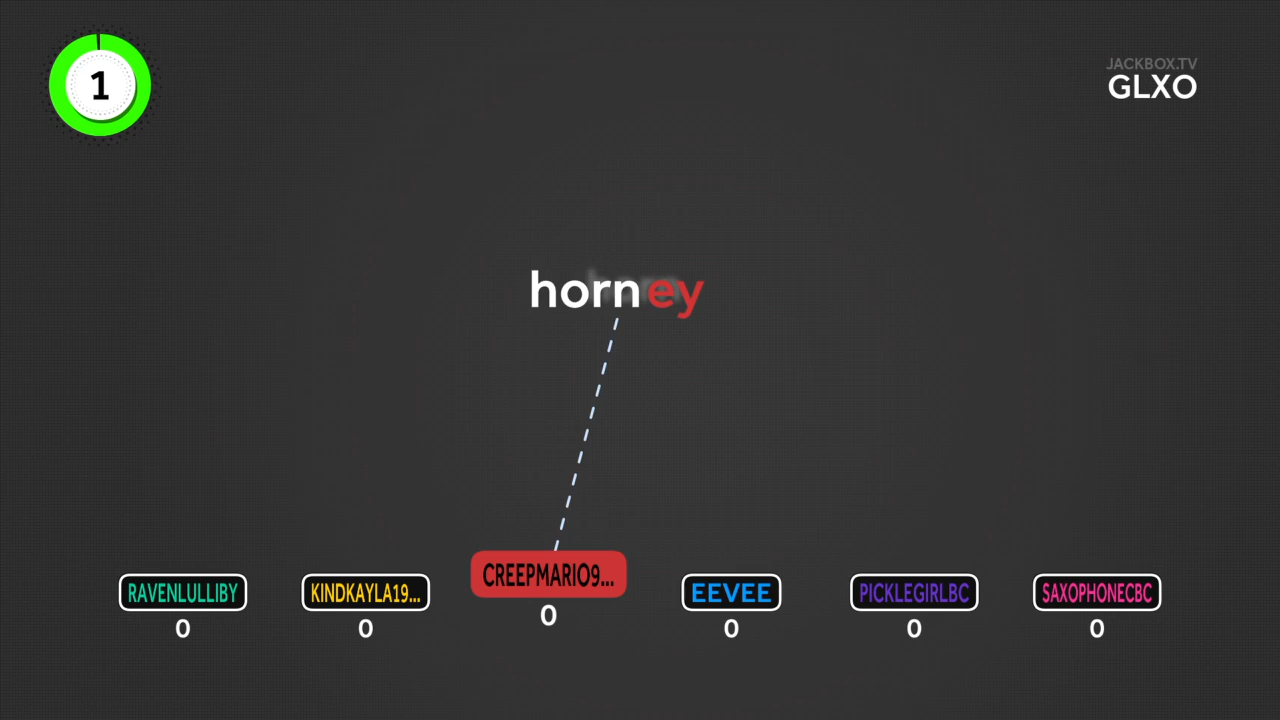 1
JACKBOX.TV
GLXO
horney
RAVENLULLIBY
KINDKAYLA19...
CREEPMARIO9...
EEVEE
PICKLEGIRLBC
SAXOPHONECBC
0
0
0
0
0
0